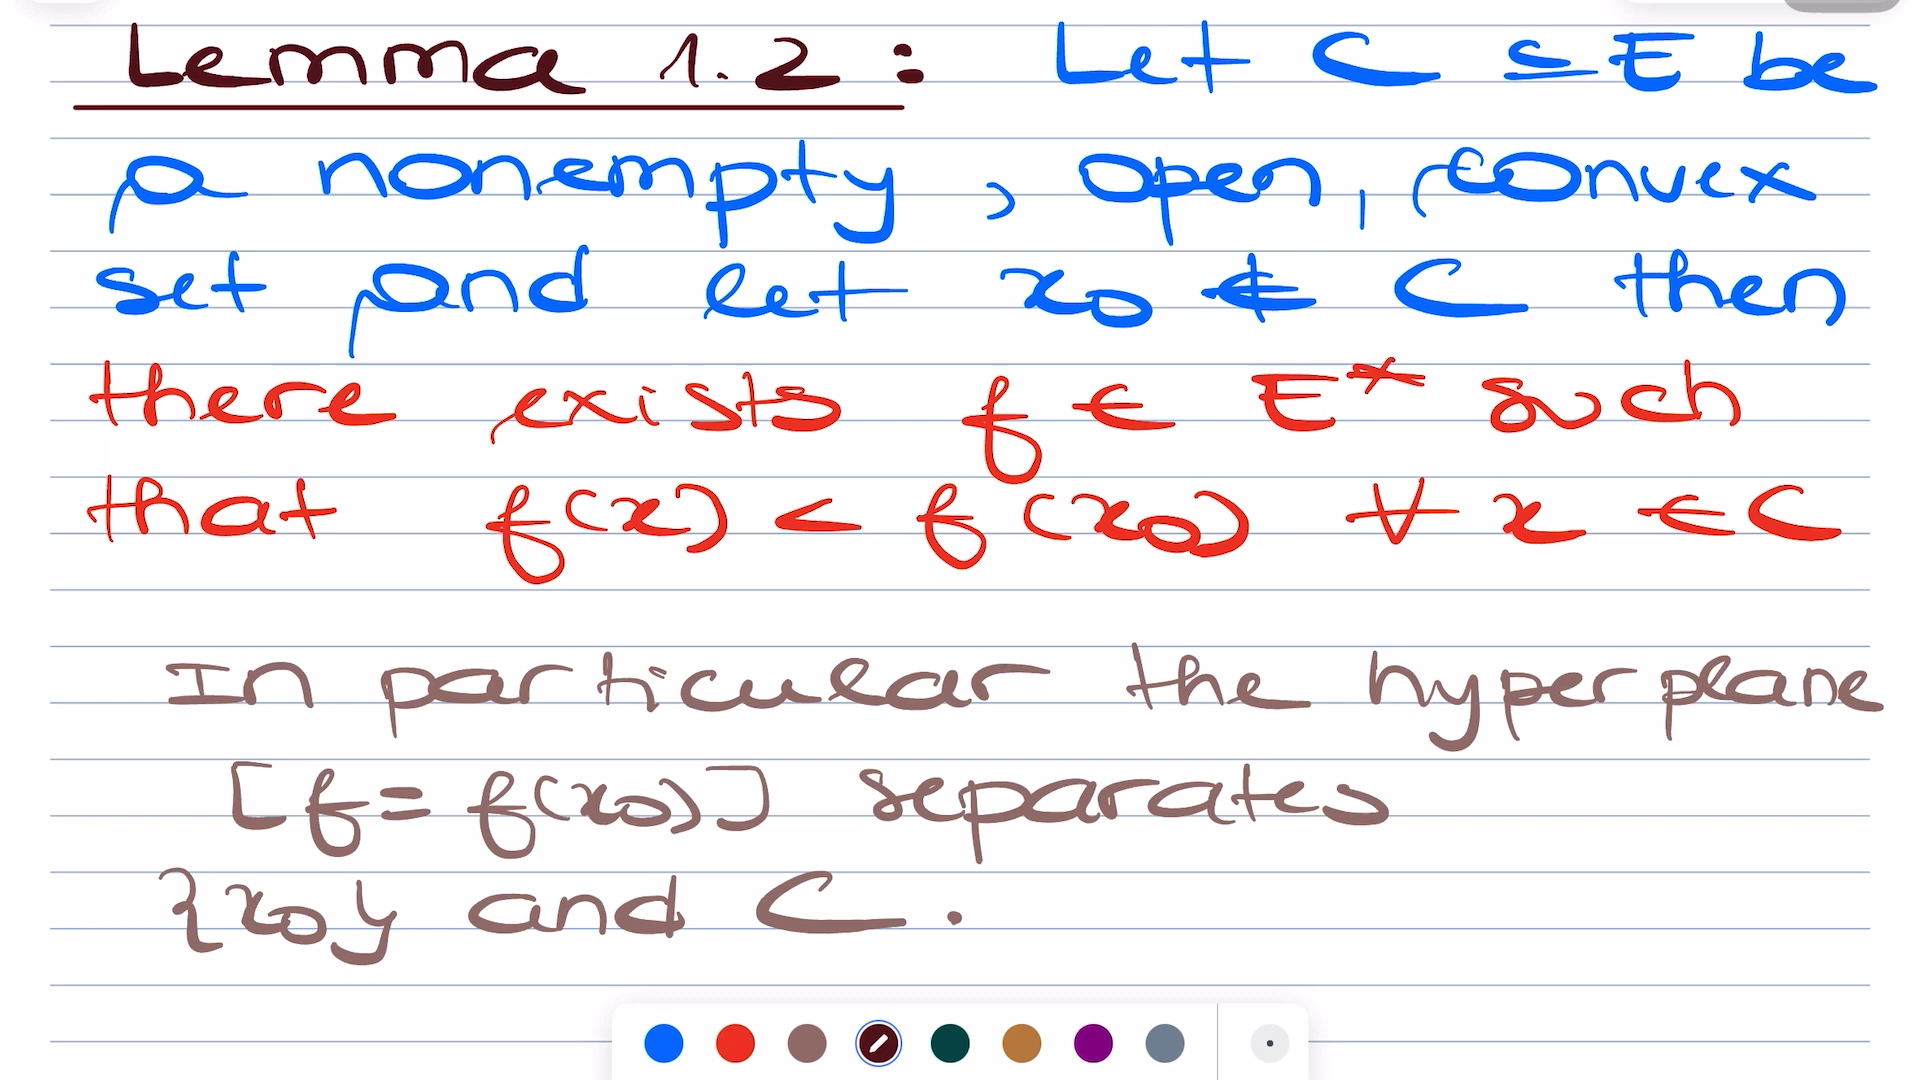 Lemma 1.2 : Let C ⊆ E be
a nonempty, open, convex
set and let x₀ ∉ C then
there exists f ∈ E* such
that f(x) < f(x₀) ∀ x ∈ C
In particular the hyperplane
[f = f(x₀)] separates
{x₀} and C.